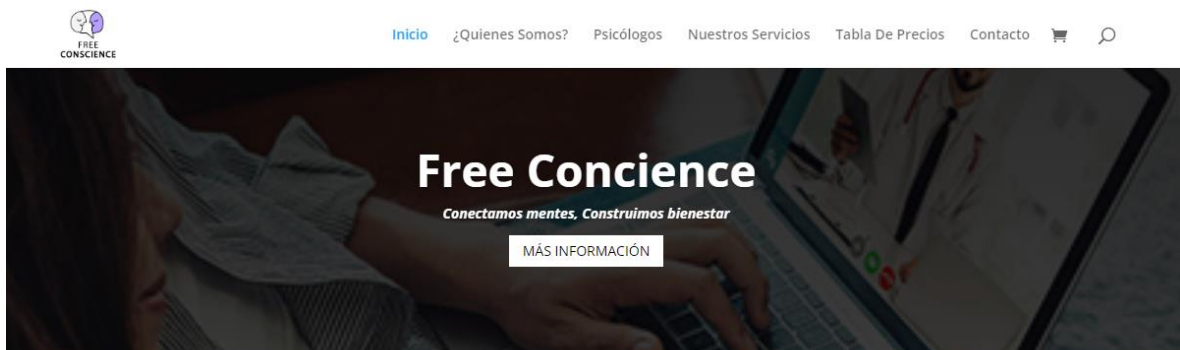 FREE
CONSCIENCE
Inicio ¿Quienes Somos? Psicólogos Nuestros Servicios Tabla De Precios Contacto
Free Concience
Conectamos mentes, Construimos bienestar
MÁS INFORMACIÓN